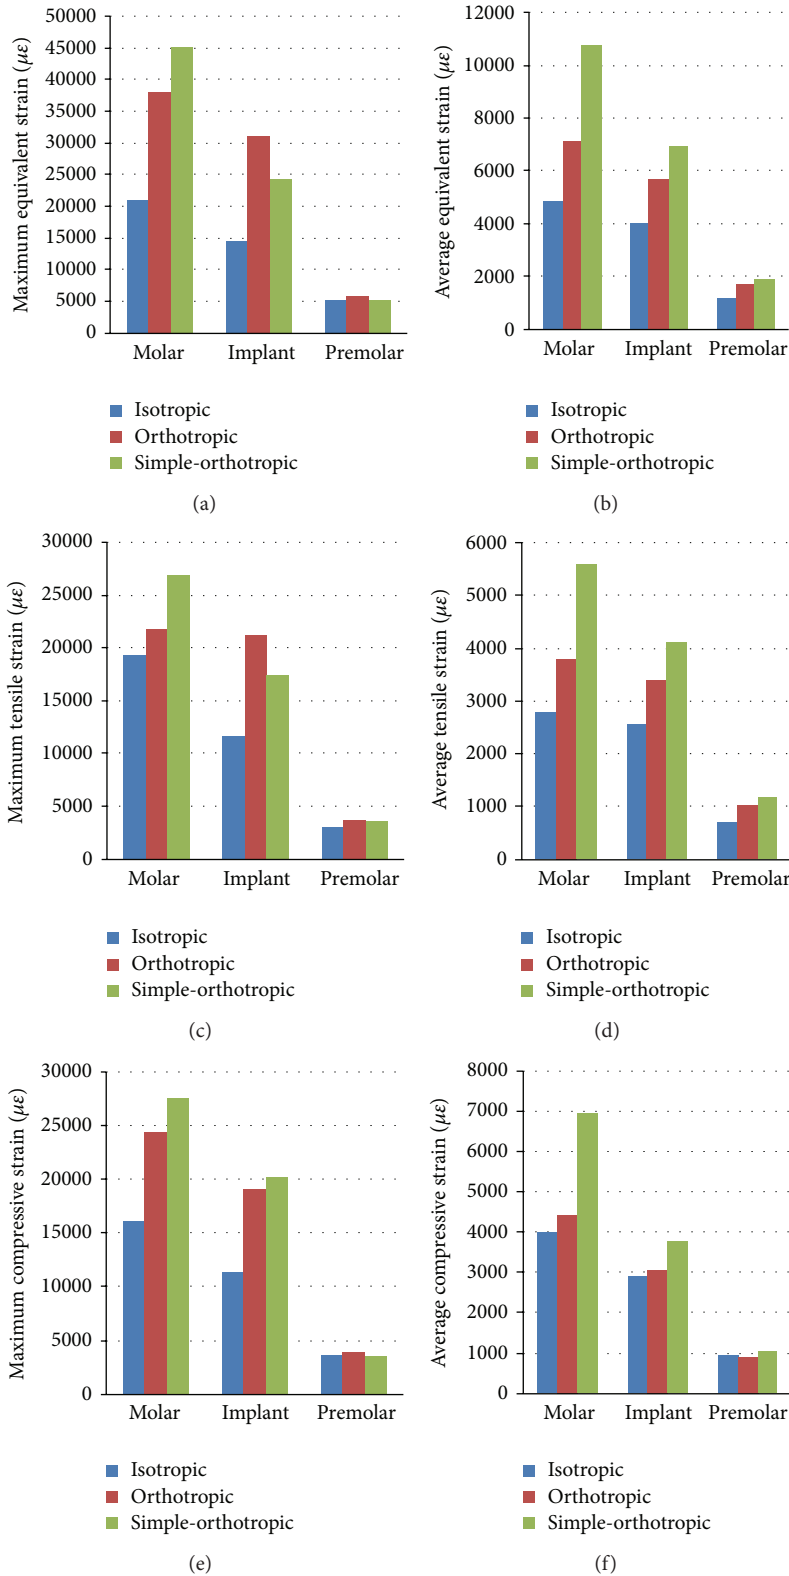 Maximum equivalent strain (με)
50000
45000
40000
35000
30000
25000
20000
15000
10000
5000
0
Molar Implant Premolar
Isotropic
Orthotropic
Simple-orthotropic
(a)
Average equivalent strain (με)
12000
10000
8000
6000
4000
2000
0
Molar Implant Premolar
Isotropic
Orthotropic
Simple-orthotropic
(b)
Maximum tensile strain (με)
30000
25000
20000
15000
10000
5000
0
Molar Implant Premolar
Isotropic
Orthotropic
Simple-orthotropic
(c)
Average tensile strain (με)
6000
5000
4000
3000
2000
1000
0
Molar Implant Premolar
Isotropic
Orthotropic
Simple-orthotropic
(d)
Maximum compressive strain (με)
30000
25000
20000
15000
10000
5000
0
Molar Implant Premolar
Isotropic
Orthotropic
Simple-orthotropic
(e)
Average compressive strain (με)
8000
7000
6000
5000
4000
3000
2000
1000
0
Molar Implant Premolar
Isotropic
Orthotropic
Simple-orthotropic
(f)